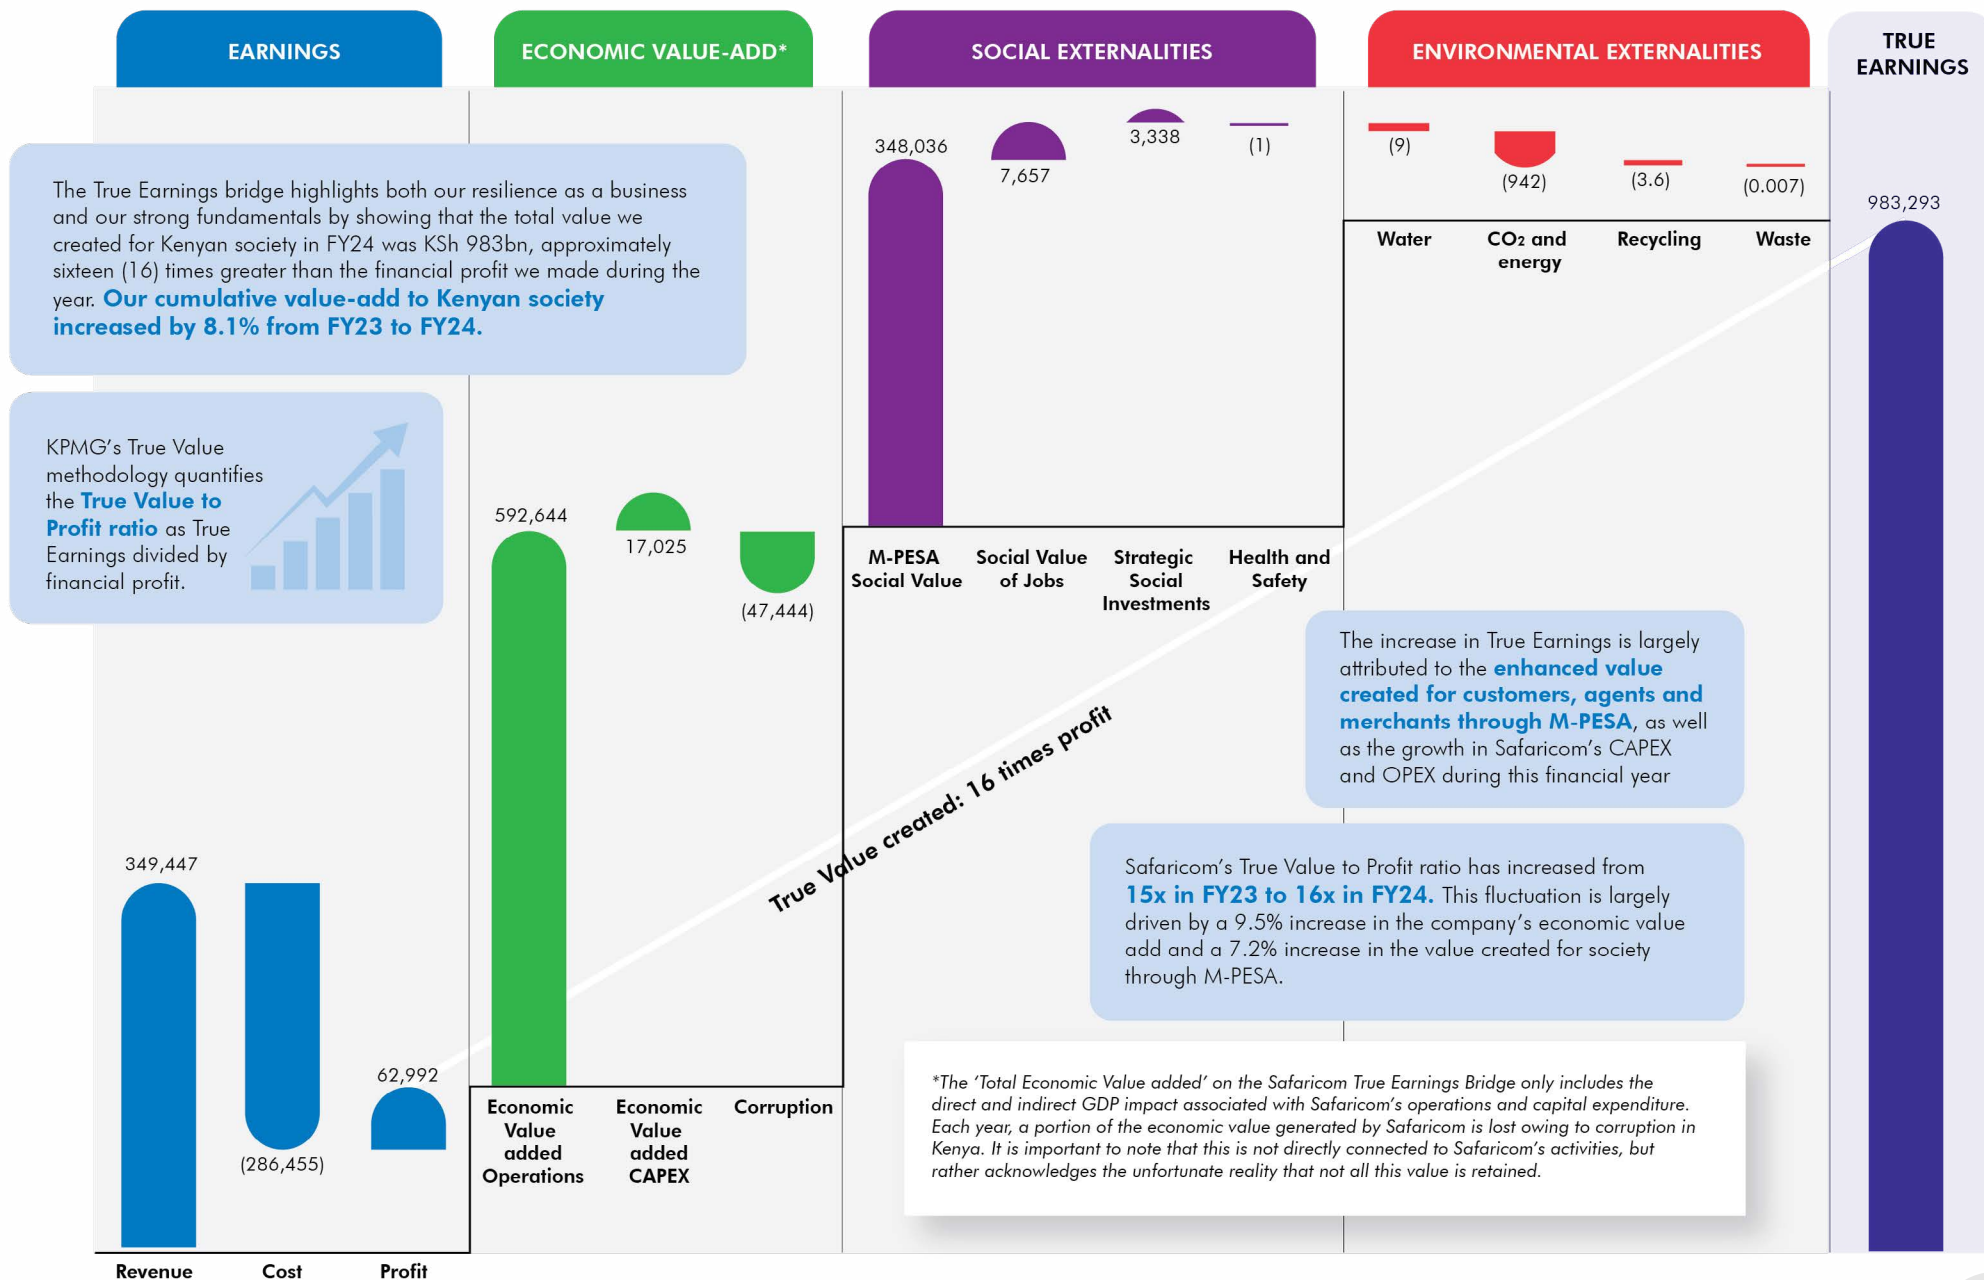 EARNINGS
ECONOMIC VALUE-ADD*
SOCIAL EXTERNALITIES
ENVIRONMENTAL EXTERNALITIES
TRUE
EARNINGS
The True Earnings bridge highlights both our resilience as a business
and our strong fundamentals by showing that the total value we
created for Kenyan society in FY24 was KSh 983bn, approximately
sixteen (16) times greater than the financial profit we made during the
year. Our cumulative value-add to Kenyan society
increased by 8.1% from FY23 to FY24.
KPMG's True Value
methodology quantifies
the True Value to
Profit ratio as True
Earnings divided by
financial profit.
349,447
(286,455)
62,992
Revenue
Cost
Profit
592,644
17,025
(47,444)
Economic
Value
added
Operations
Economic
Value
added
CAPEX
Corruption
348,036
7,657
3,338
(1)
M-PESA
Social Value
Social Value
of Jobs
Strategic
Social
Investments
Health and
Safety
(9)
(942)
(3.6)
(0.007)
Water
CO2 and
energy
Recycling
Waste
983,293
True Value created: 16 times profit
The increase in True Earnings is largely
attributed to the enhanced value
created for customers, agents and
merchants through M-PESA, as well
as the growth in Safaricom's CAPEX
and OPEX during this financial year
Safaricom's True Value to Profit ratio has increased from
15x in FY23 to 16x in FY24. This fluctuation is largely
driven by a 9.5% increase in the company's economic value
add and a 7.2% increase in the value created for society
through M-PESA.
*The 'Total Economic Value added' on the Safaricom True Earnings Bridge only includes the
direct and indirect GDP impact associated with Safaricom's operations and capital expenditure.
Each year, a portion of the economic value generated by Safaricom is lost owing to corruption in
Kenya. It is important to note that this is not directly connected to Safaricom's activities, but
rather acknowledges the unfortunate reality that not all this value is retained.